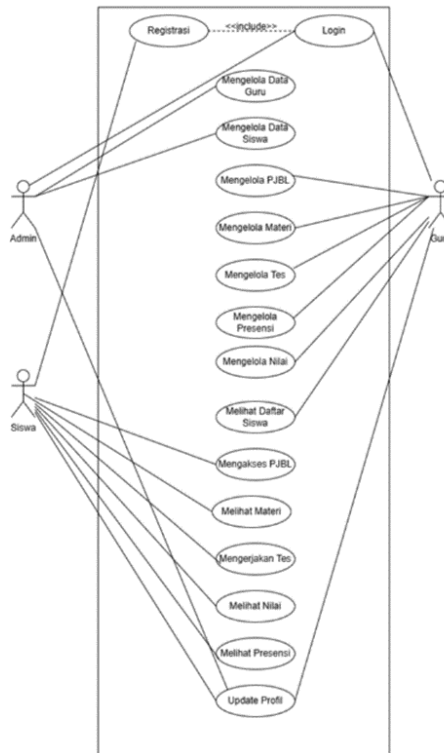 Registrasi
<<include>>
Login
Mengelola Data
Guru
Mengelola Data
Siswa
Mengelola PJBL
Admin
Mengelola Materi
Guru
Mengelola Tes
Mengelola
Presensi
Mengelola Nilai
Siswa
Melihat Daftar
Siswa
Mengakses PJBL
Melihat Materi
Mengerjakan Tes
Melihat Nilai
Melihat Presensi
Update Profil